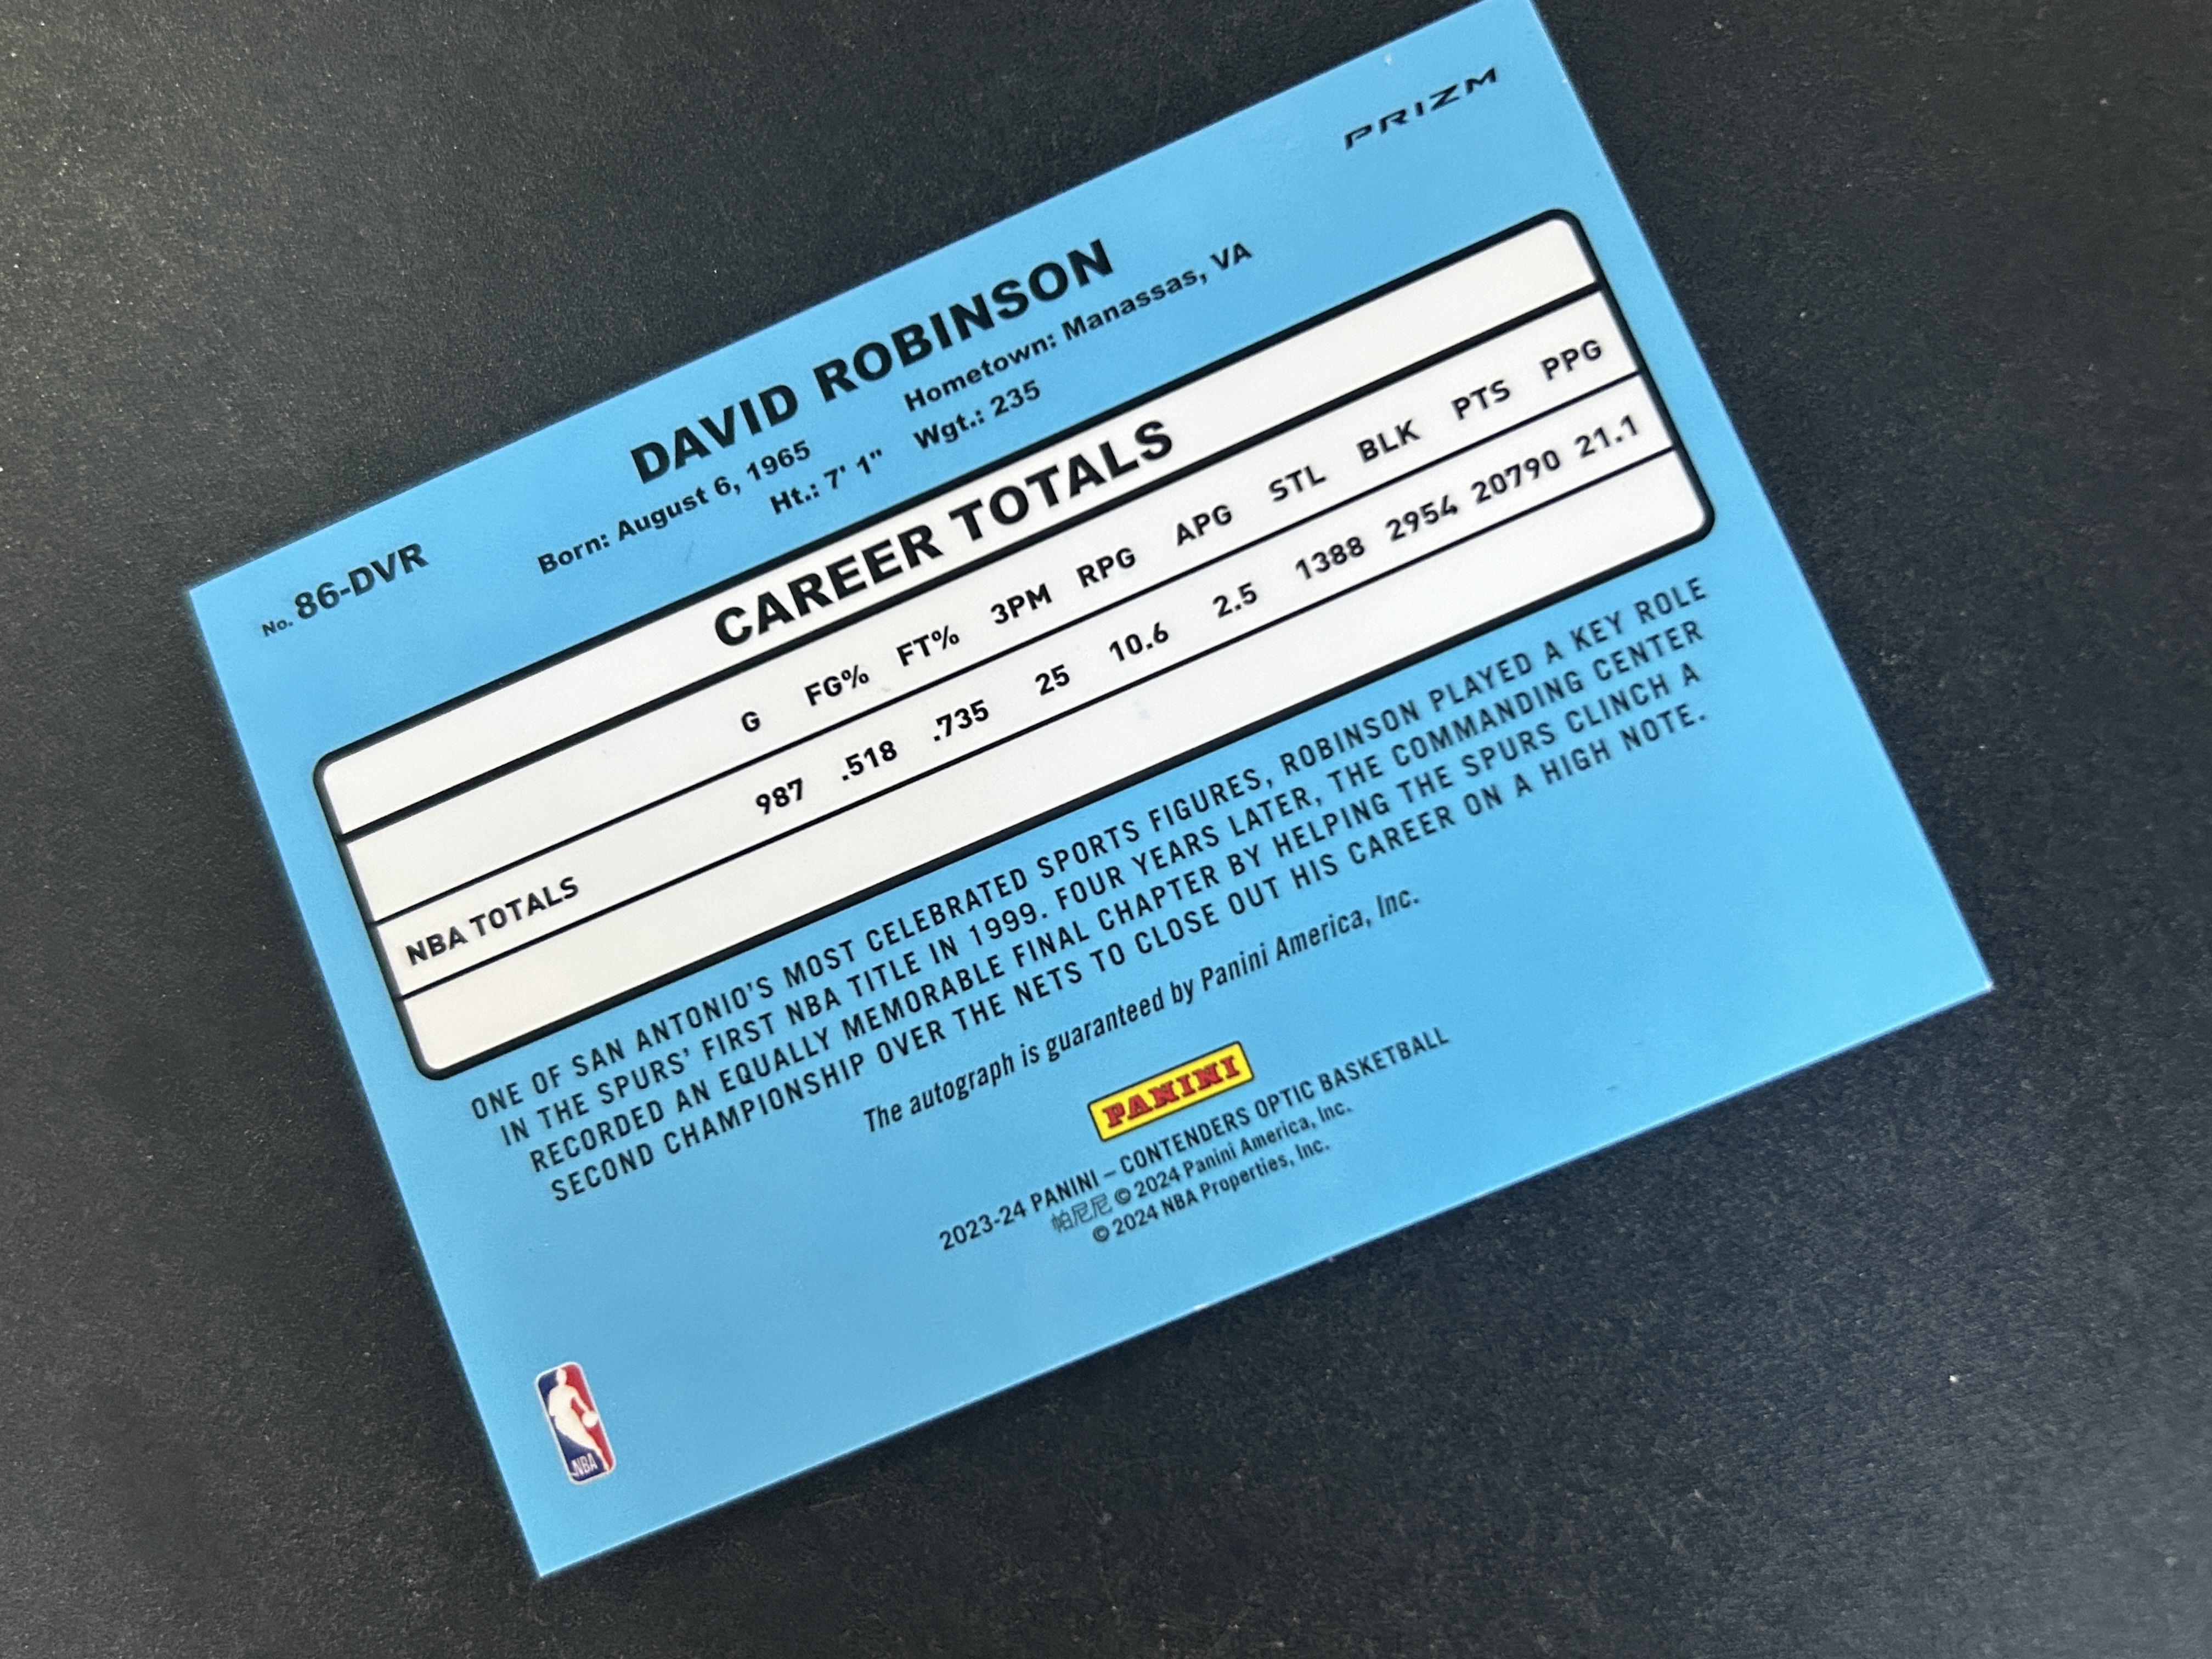 PRIZM
No. 86-DVR
DAVID ROBINSON
Born: August 6, 1965 Hometown: Manassas, VA
Ht.: 7' 1" Wgt.: 235
CAREER TOTALS
G FG% FT% 3PM RPG APG STL BLK PTS PPG
NBA TOTALS 987 .518 .735 25 10.6 2.5 1388 2954 20790 21.1
ONE OF SAN ANTONIO'S MOST CELEBRATED SPORTS FIGURES, ROBINSON PLAYED A KEY ROLE
IN THE SPURS' FIRST NBA TITLE IN 1999. FOUR YEARS LATER, THE COMMANDING CENTER
RECORDED AN EQUALLY MEMORABLE FINAL CHAPTER BY HELPING THE SPURS CLINCH A
SECOND CHAMPIONSHIP OVER THE NETS TO CLOSE OUT HIS CAREER ON A HIGH NOTE.
The autograph is guaranteed by Panini America, Inc.
PANINI
2023-24 PANINI – CONTENDERS OPTIC BASKETBALL
帕尼尼 © 2024 Panini America, Inc.
© 2024 NBA Properties, Inc.
NBA